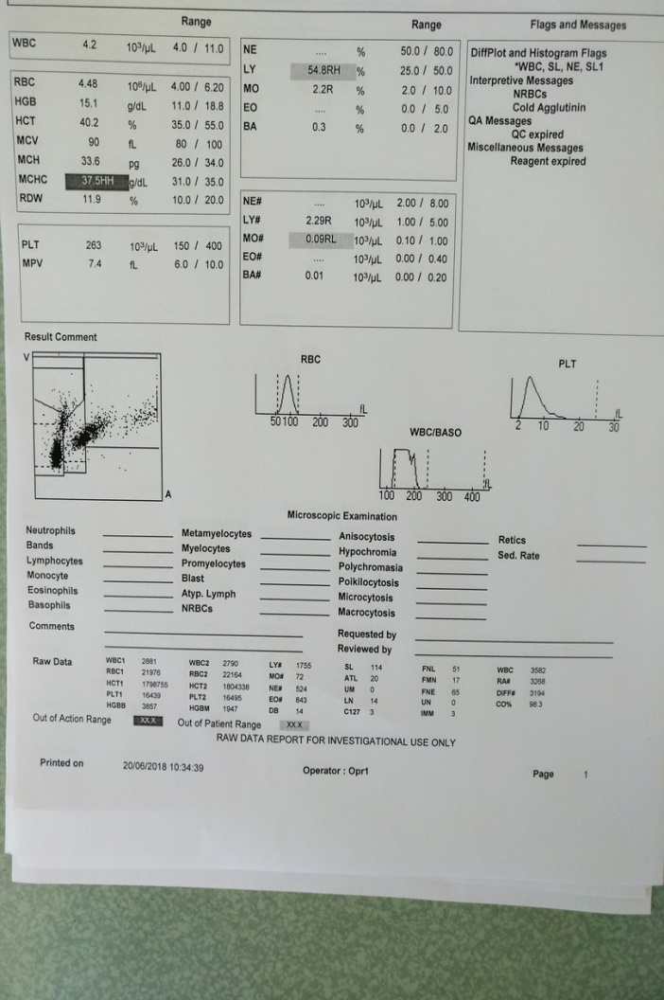 Range
WBC 4.2 10³/µL 4.0 / 11.0
RBC 4.48 10⁶/µL 4.00 / 6.20
HGB 15.1 g/dL 11.0 / 18.8
HCT 40.2 % 35.0 / 55.0
MCV 90 fL 80 / 100
MCH 33.6 pg 26.0 / 34.0
MCHC 37.5HH g/dL 31.0 / 35.0
RDW 11.9 % 10.0 / 20.0
PLT 263 10³/µL 150 / 400
MPV 7.4 fL 6.0 / 10.0
Range
NE .... % 50.0 / 80.0
LY 54.8RH % 25.0 / 50.0
MO 2.2R % 2.0 / 10.0
EO .... % 0.0 / 5.0
BA 0.3 % 0.0 / 2.0
NE# .... 10³/µL 2.00 / 8.00
LY# 2.29R 10³/µL 1.00 / 5.00
MO# 0.09RL 10³/µL 0.10 / 1.00
EO# .... 10³/µL 0.00 / 0.40
BA# 0.01 10³/µL 0.00 / 0.20
Flags and Messages
DiffPlot and Histogram Flags
*WBC, SL, NE, SL1
Interpretive Messages
NRBCs
Cold Agglutinin
QA Messages
QC expired
Miscellaneous Messages
Reagent expired
Result Comment
V
A
RBC
50 100 200 300 fL
WBC/BASO
100 200 300 400 fL
PLT
2 10 20 30 fL
Microscopic Examination
Neutrophils Metamyelocytes Anisocytosis Retics
Bands Myelocytes Hypochromia Sed. Rate
Lymphocytes Promyelocytes Polychromasia
Monocyte Blast Poikilocytosis
Eosinophils Atyp. Lymph Microcytosis
Basophils NRBCs Macrocytosis
Comments Requested by
Reviewed by
Raw Data WBC1 2881 WBC2 2790 LY# 1755 SL 114 FNL 51 WBC 3582
RBC1 21976 RBC2 22164 MO# 72 ATL 20 FMN 17 RA# 3268
HCT1 1798755 HCT2 1804338 NE# 524 UM 0 FNE 65 DIFF# 3194
PLT1 16439 PLT2 16495 EO# 843 LN 14 UN 0 CO% 98.3
HGBB 3857 HGBM 1947 DB 14 C127 3 IMM 3
Out of Action Range XX.X Out of Patient Range XX.X
RAW DATA REPORT FOR INVESTIGATIONAL USE ONLY
Printed on 20/06/2018 10:34:39 Operator : Opr1 Page 1